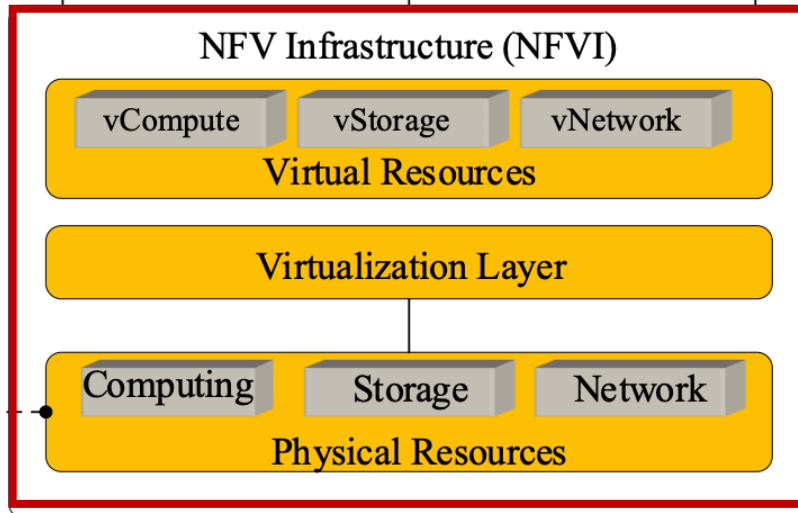 NFV Infrastructure (NFVI)
vCompute vStorage vNetwork
Virtual Resources
Virtualization Layer
Computing Storage Network
Physical Resources